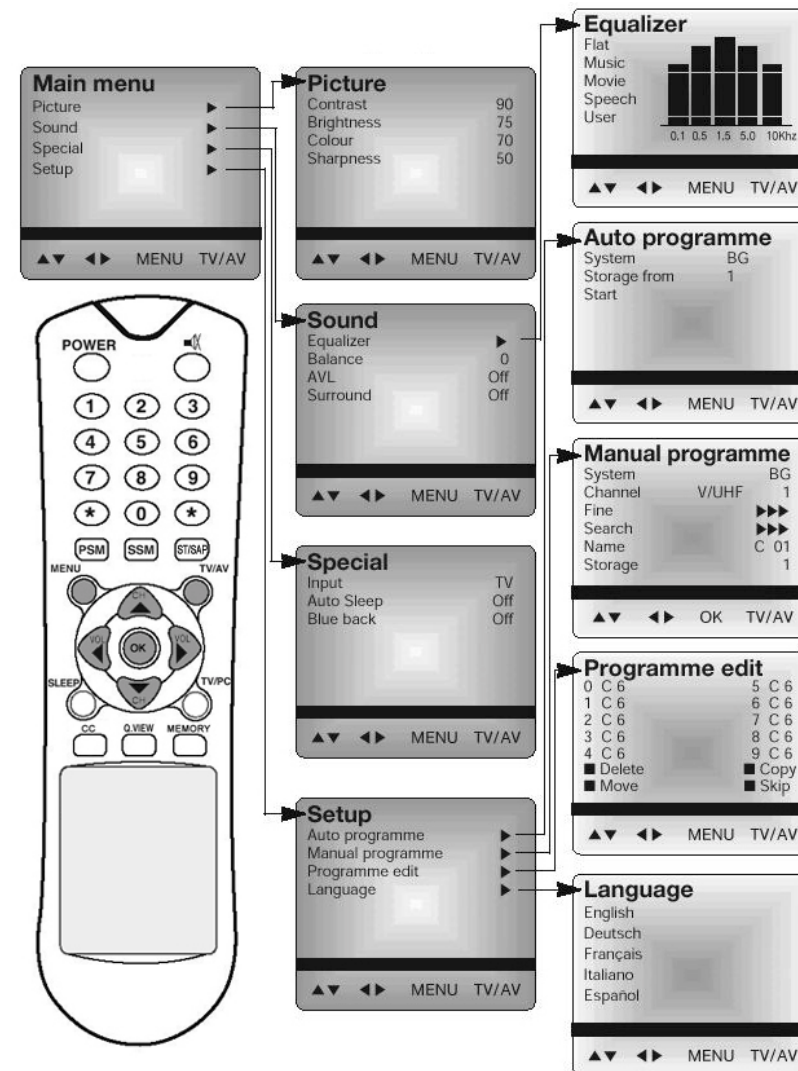 Main menu
Picture
Sound
Special
Setup
MENU TV/AV
Picture
Contrast 90
Brightness 75
Colour 70
Sharpness 50
MENU TV/AV
Equalizer
Flat
Music
Movie
Speech
User
0.1 0.5 1.5 5.0 10Khz
MENU TV/AV
POWER
1 2 3
4 5 6
7 8 9
* 0 *
PSM SSM ST/SAP
MENU TV/AV
CH
VOL OK VOL
CH
SLEEP TV/PC
CC Q.VIEW MEMORY
Sound
Equalizer
Balance 0
AVL Off
Surround Off
MENU TV/AV
Auto programme
System BG
Storage from 1
Start
MENU TV/AV
Manual programme
System BG
Channel V/UHF 1
Fine
Search
Name C 01
Storage 1
OK TV/AV
Special
Input TV
Auto Sleep Off
Blue back Off
MENU TV/AV
Programme edit
0 C 6 5 C 6
1 C 6 6 C 6
2 C 6 7 C 6
3 C 6 8 C 6
4 C 6 9 C 6
Delete Copy
Move Skip
MENU TV/AV
Setup
Auto programme
Manual programme
Programme edit
Language
MENU TV/AV
Language
English
Deutsch
Français
Italiano
Español
MENU TV/AV